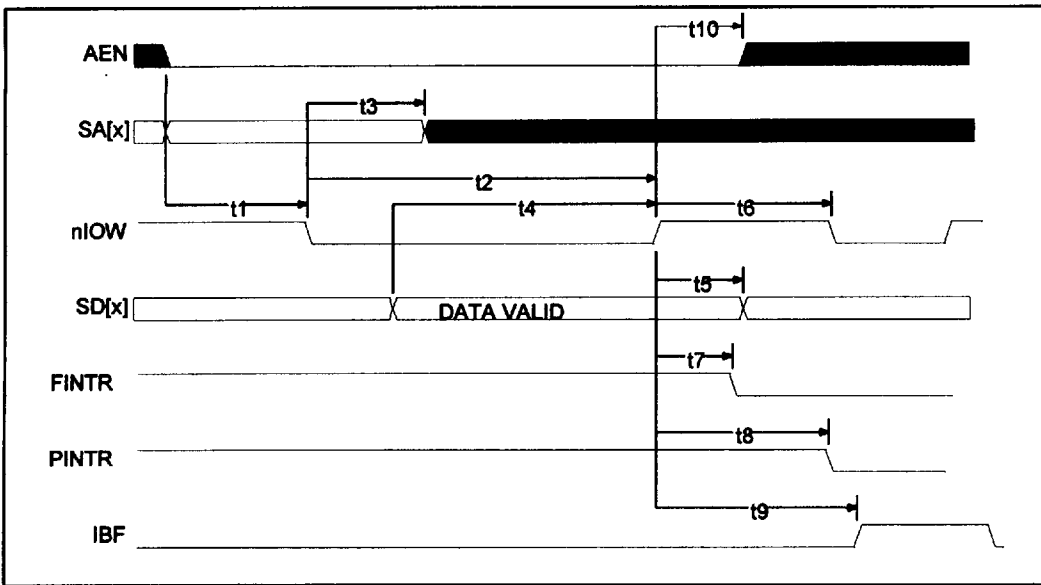 t10
AEN
t3
SA[x]
t2
t1
t4
t6
nIOW
t5
SD[x]
DATA VALID
t7
FINTR
t8
PINTR
t9
IBF